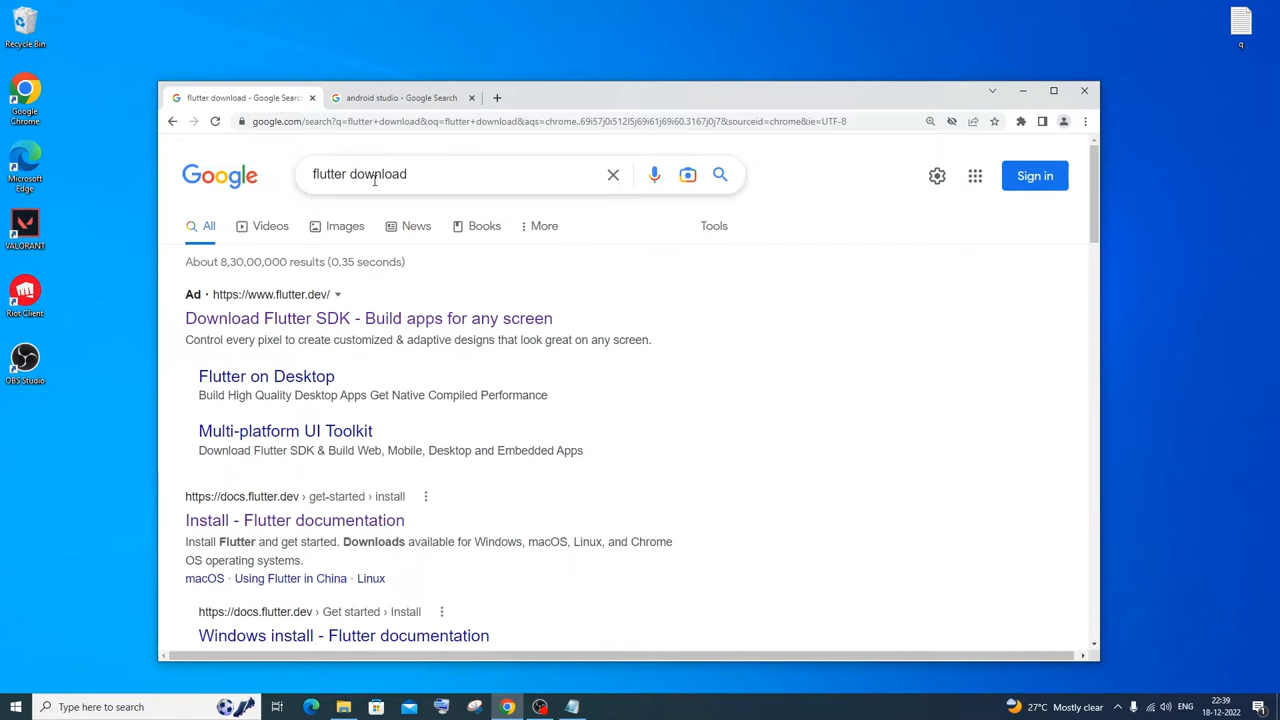 Recycle Bin
Google Chrome
Microsoft Edge
VALORANT
Riot Client
OBS Studio
q
flutter download - Google Searc
android studio - Google Search
google.com/search?q=flutter+download&oq=flutter+download&aqs=chrome..69i57j0i512l5j69i61j69i60.3167j0j7&sourceid=chrome&ie=UTF-8
Google
flutter download
Sign in
All
Videos
Images
News
Books
More
Tools
About 8,30,00,000 results (0.35 seconds)
Ad · https://www.flutter.dev/
Download Flutter SDK - Build apps for any screen
Control every pixel to create customized & adaptive designs that look great on any screen.
Flutter on Desktop
Build High Quality Desktop Apps Get Native Compiled Performance
Multi-platform UI Toolkit
Download Flutter SDK & Build Web, Mobile, Desktop and Embedded Apps
https://docs.flutter.dev › get-started › install
Install - Flutter documentation
Install Flutter and get started. Downloads available for Windows, macOS, Linux, and Chrome
OS operating systems.
macOS · Using Flutter in China · Linux
https://docs.flutter.dev › Get started › Install
Windows install - Flutter documentation
Type here to search
27°C Mostly clear
22:39
18-12-2022